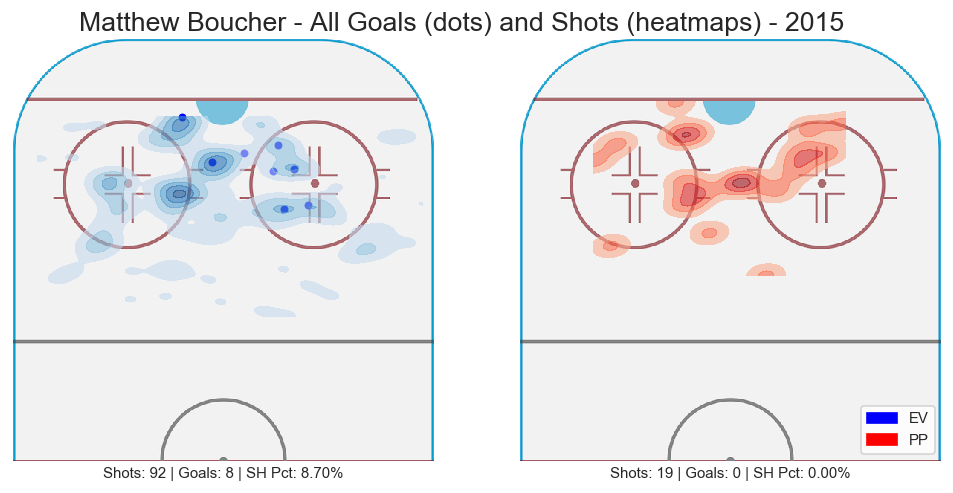 Matthew Boucher - All Goals (dots) and Shots (heatmaps) - 2015
EV
PP
Shots: 92 | Goals: 8 | SH Pct: 8.70%
Shots: 19 | Goals: 0 | SH Pct: 0.00%